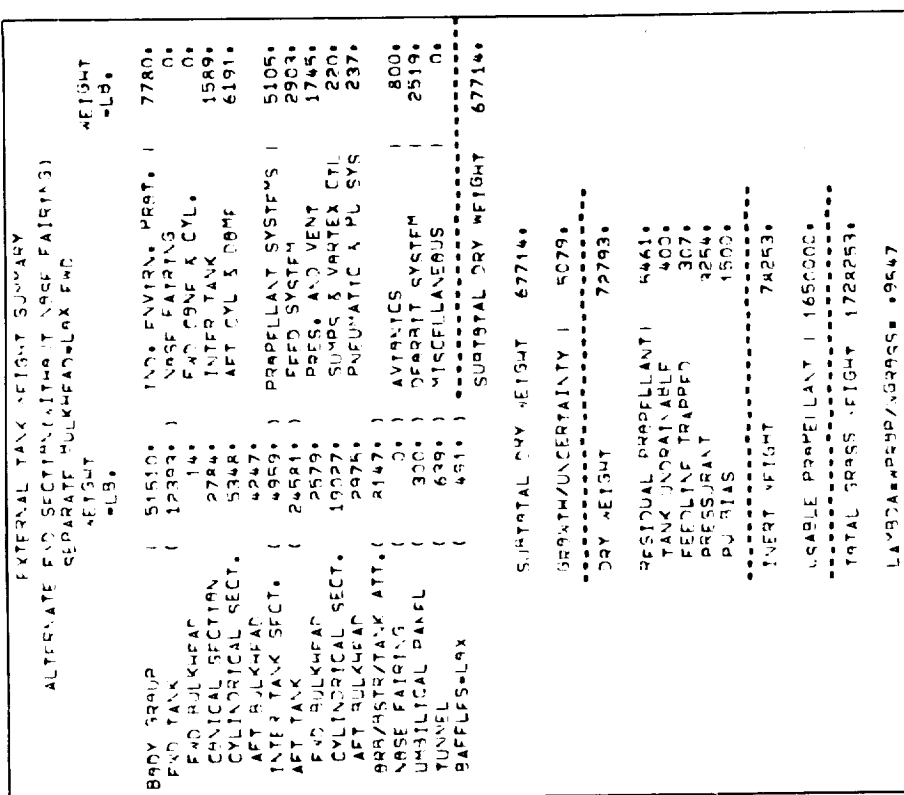 EXTERNAL TANK WEIGHT SUMMARY
ALTERNATE FWD SECTION(WITHOUT NOSE FAIRING)
SEPARATE BULKHEAD-LOX FWD
WEIGHT WEIGHT
-LB. -LB.
BODY GROUP ( 51510. ) IND. ENVIRN. PROT. ( 7780.
FWD TANK ( 12393. ) NOSE FAIRING 0.
FWD BULKHEAD 14. FWD CONE & CYL. 0.
CONICAL SECTION 2784. INTER TANK 1589.
CYLINDRICAL SECT. 5348. AFT CYL & DOME 6191.
AFT BULKHEAD 4247.
INTER TANK SECT. ( 4959. ) PROPELLANT SYSTEMS ( 5105.
AFT TANK ( 24581. ) FEED SYSTEM 2903.
FWD BULKHEAD 2579. PRES. AND VENT 1745.
CYLINDRICAL SECT. 19027. SUMPS & VORTEX CTL 220.
AFT BULKHEAD 2975. PNEUMATIC & PL SYS 237.
ORB/BSTR/TANK ATT. ( 8147. )
NOSE FAIRING ( 0. ) AVIONICS ( 800.
UMBILICAL PANEL ( 300. ) DEORBIT SYSTEM ( 2519.
TUNNEL ( 639. ) MISCELLANEOUS ( 0.
BAFFLES-LOX ( 491. )
SUBTOTAL DRY WEIGHT 67714.
SUBTOTAL DRY WEIGHT 67714.
GROWTH/UNCERTAINTY ( 5079.
DRY WEIGHT 72793.
RESIDUAL PROPELLANT( 5461.
TANK UNDRAINABLE 400.
FEEDLINE TRAPPED 307.
PRESSURANT 3254.
PU BIAS 1500.
INERT WEIGHT 78253.
USABLE PROPELLANT ( 1650000.
TOTAL GROSS WEIGHT 1728253.
LAMBDA=WPROP/WGROSS= .9547